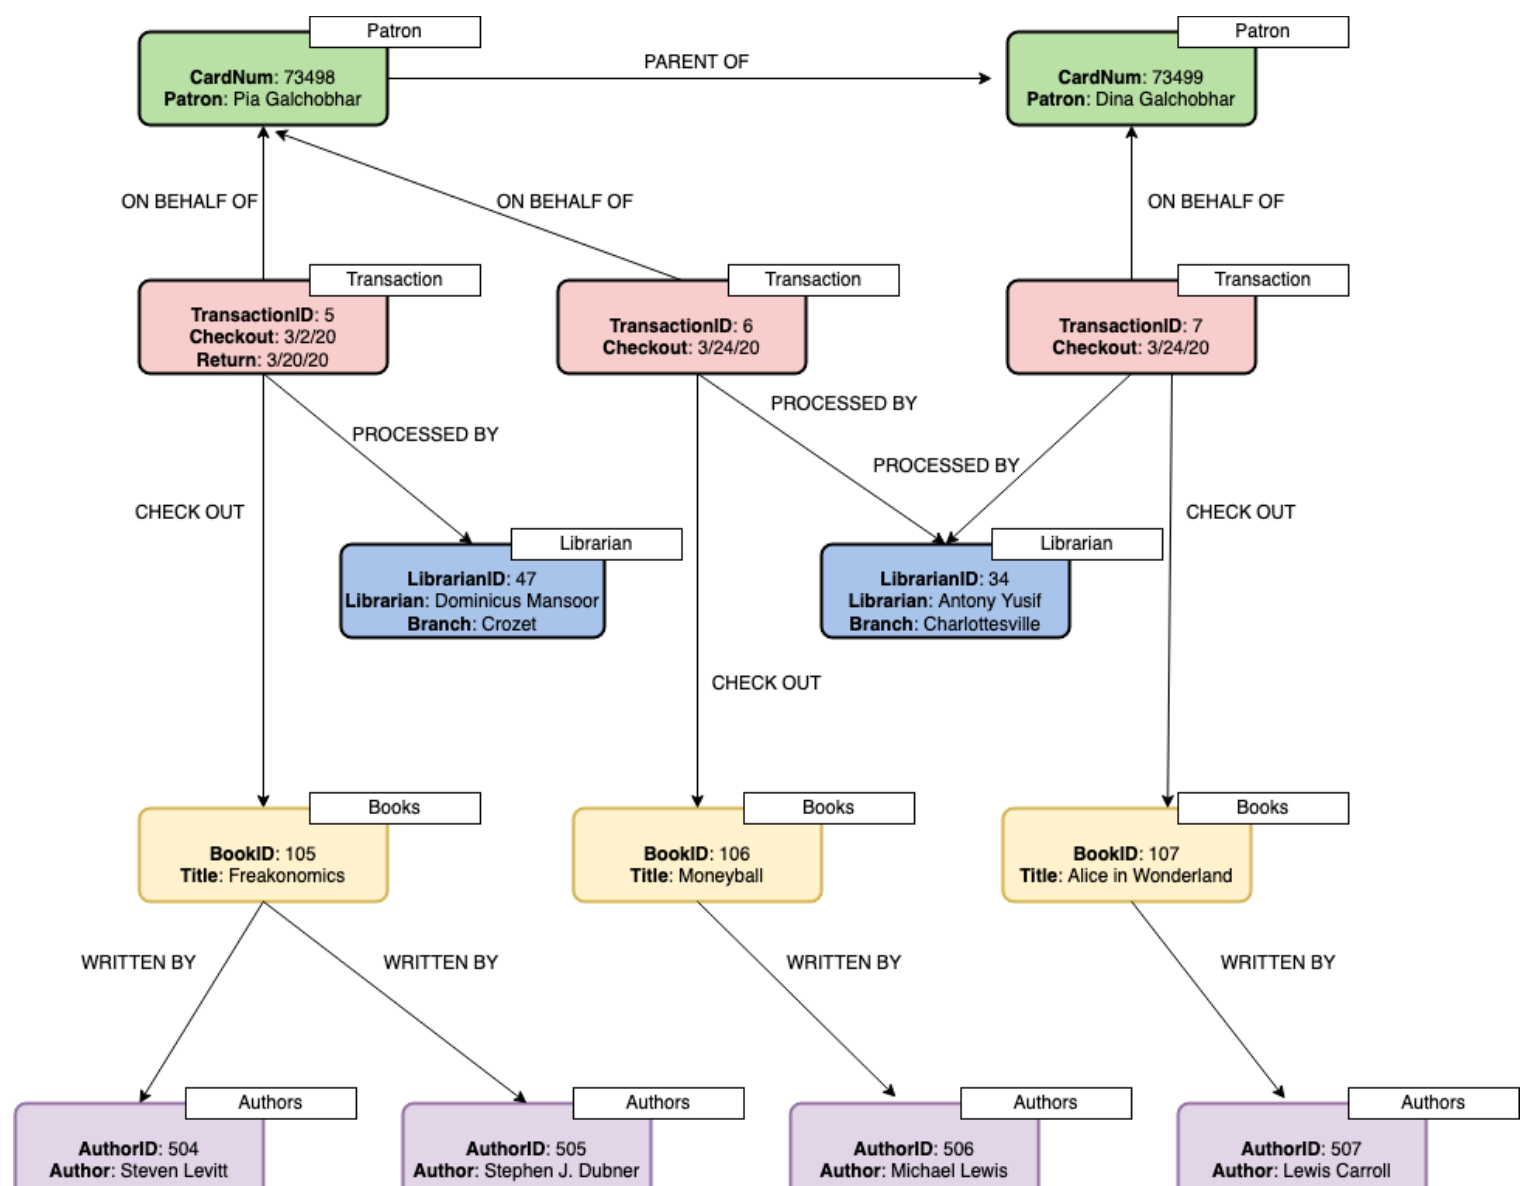 Patron
CardNum: 73498
Patron: Pia Galchobhar
PARENT OF
Patron
CardNum: 73499
Patron: Dina Galchobhar
ON BEHALF OF
ON BEHALF OF
ON BEHALF OF
Transaction
TransactionID: 5
Checkout: 3/2/20
Return: 3/20/20
Transaction
TransactionID: 6
Checkout: 3/24/20
Transaction
TransactionID: 7
Checkout: 3/24/20
PROCESSED BY
PROCESSED BY
PROCESSED BY
CHECK OUT
CHECK OUT
Librarian
LibrarianID: 47
Librarian: Dominicus Mansoor
Branch: Crozet
Librarian
LibrarianID: 34
Librarian: Antony Yusif
Branch: Charlottesville
CHECK OUT
Books
BookID: 105
Title: Freakonomics
Books
BookID: 106
Title: Moneyball
Books
BookID: 107
Title: Alice in Wonderland
WRITTEN BY
WRITTEN BY
WRITTEN BY
WRITTEN BY
Authors
AuthorID: 504
Author: Steven Levitt
Authors
AuthorID: 505
Author: Stephen J. Dubner
Authors
AuthorID: 506
Author: Michael Lewis
Authors
AuthorID: 507
Author: Lewis Carroll